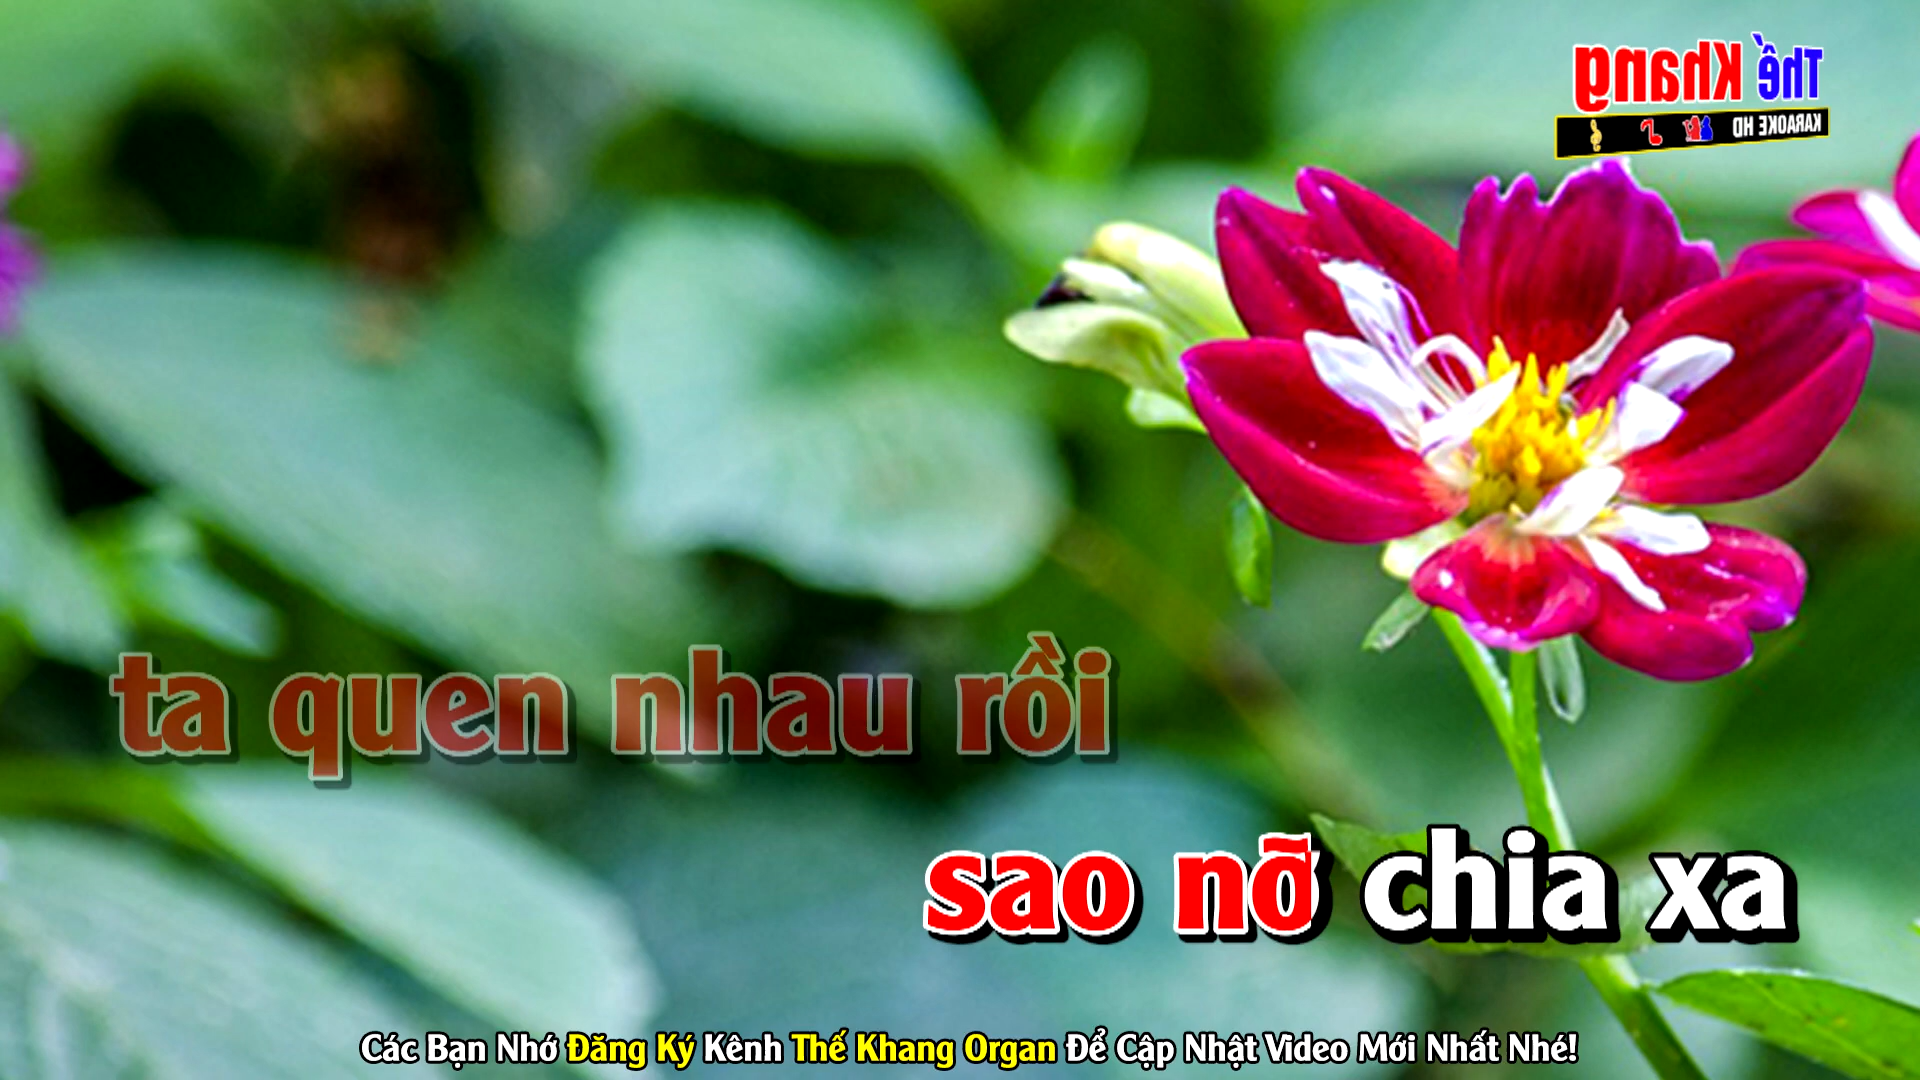 Thế Khang
KARAOKE HD
ta quen nhau rồi
sao nỡ chia xa
Các Bạn Nhớ Đăng Ký Kênh Thế Khang Organ Để Cập Nhật Video Mới Nhất Nhé!